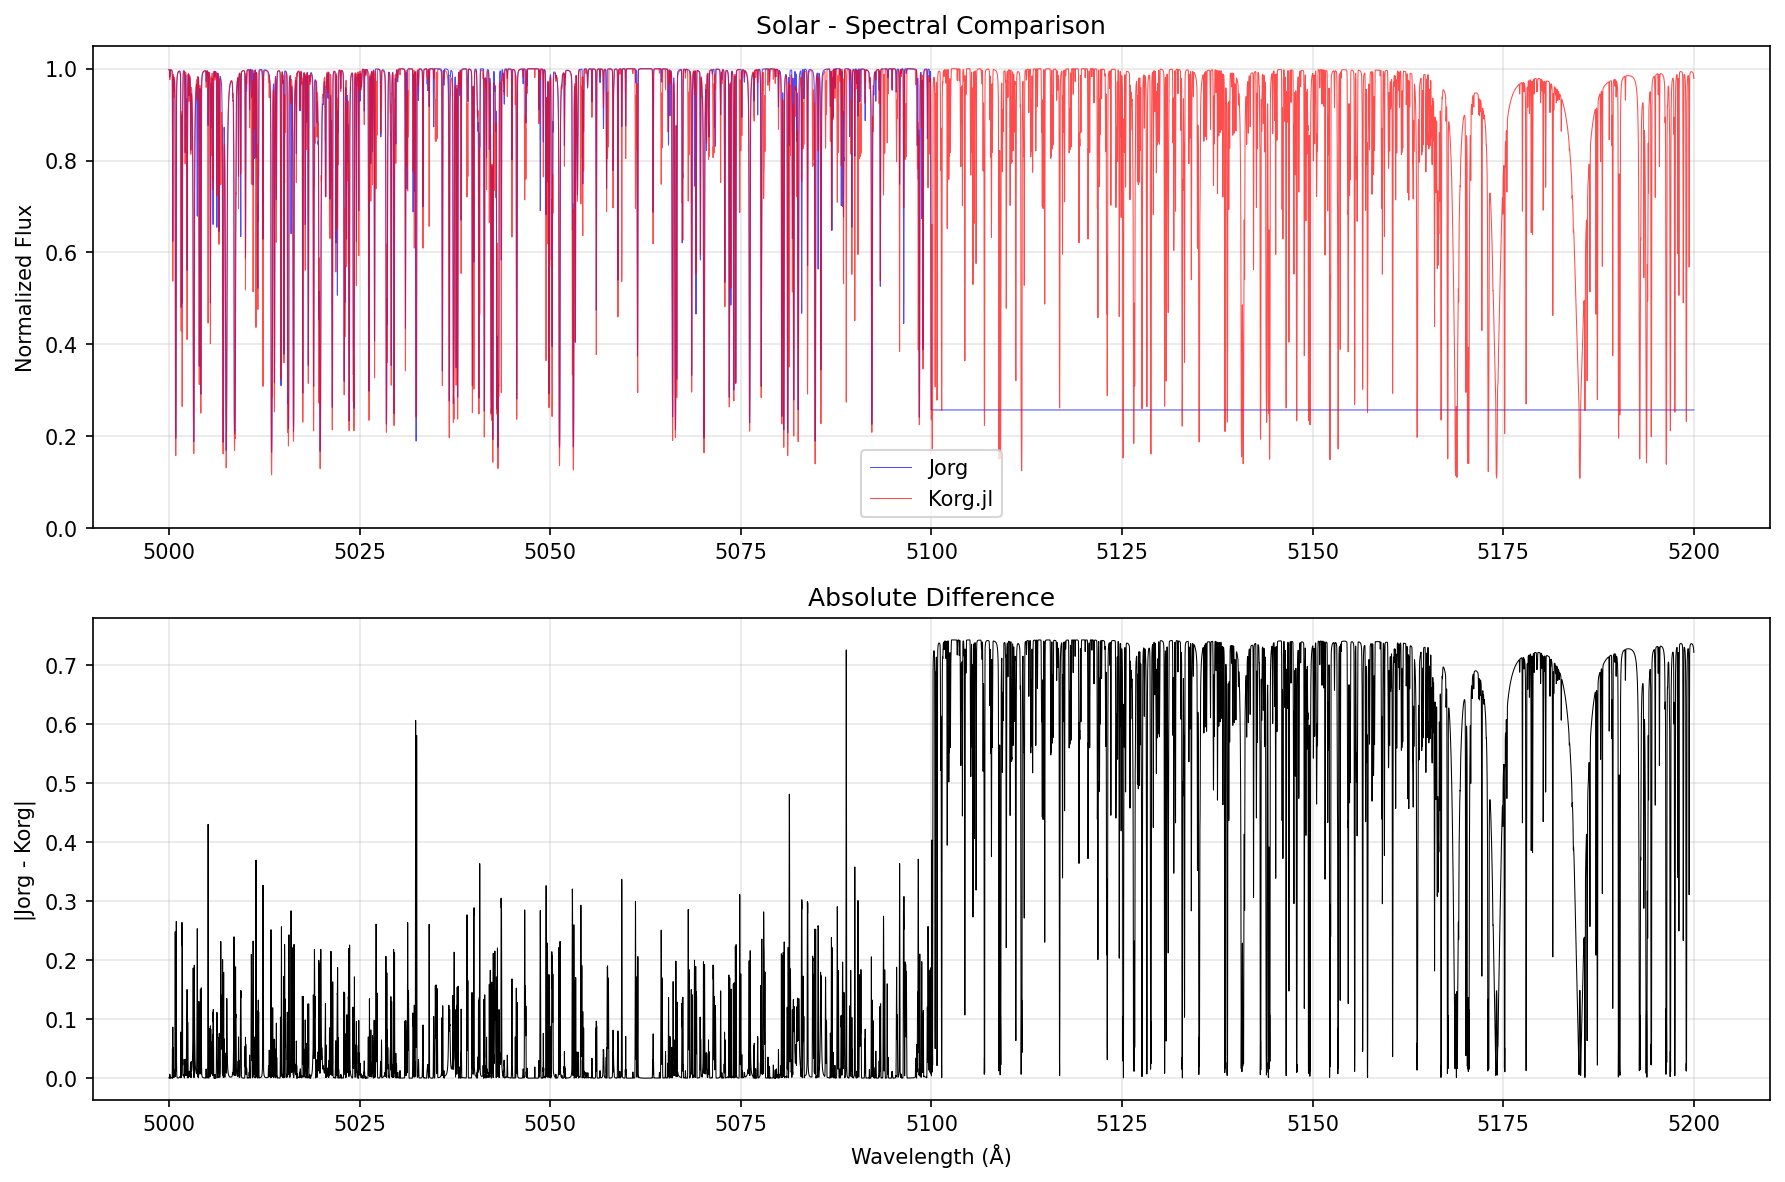 Solar - Spectral Comparison
Normalized Flux
1.0
0.8
0.6
0.4
0.2
0.0
Jorg
Korg.jl
5000 5025 5050 5075 5100 5125 5150 5175 5200
Absolute Difference
|Jorg - Korg|
0.7
0.6
0.5
0.4
0.3
0.2
0.1
0.0
5000 5025 5050 5075 5100 5125 5150 5175 5200
Wavelength (Å)